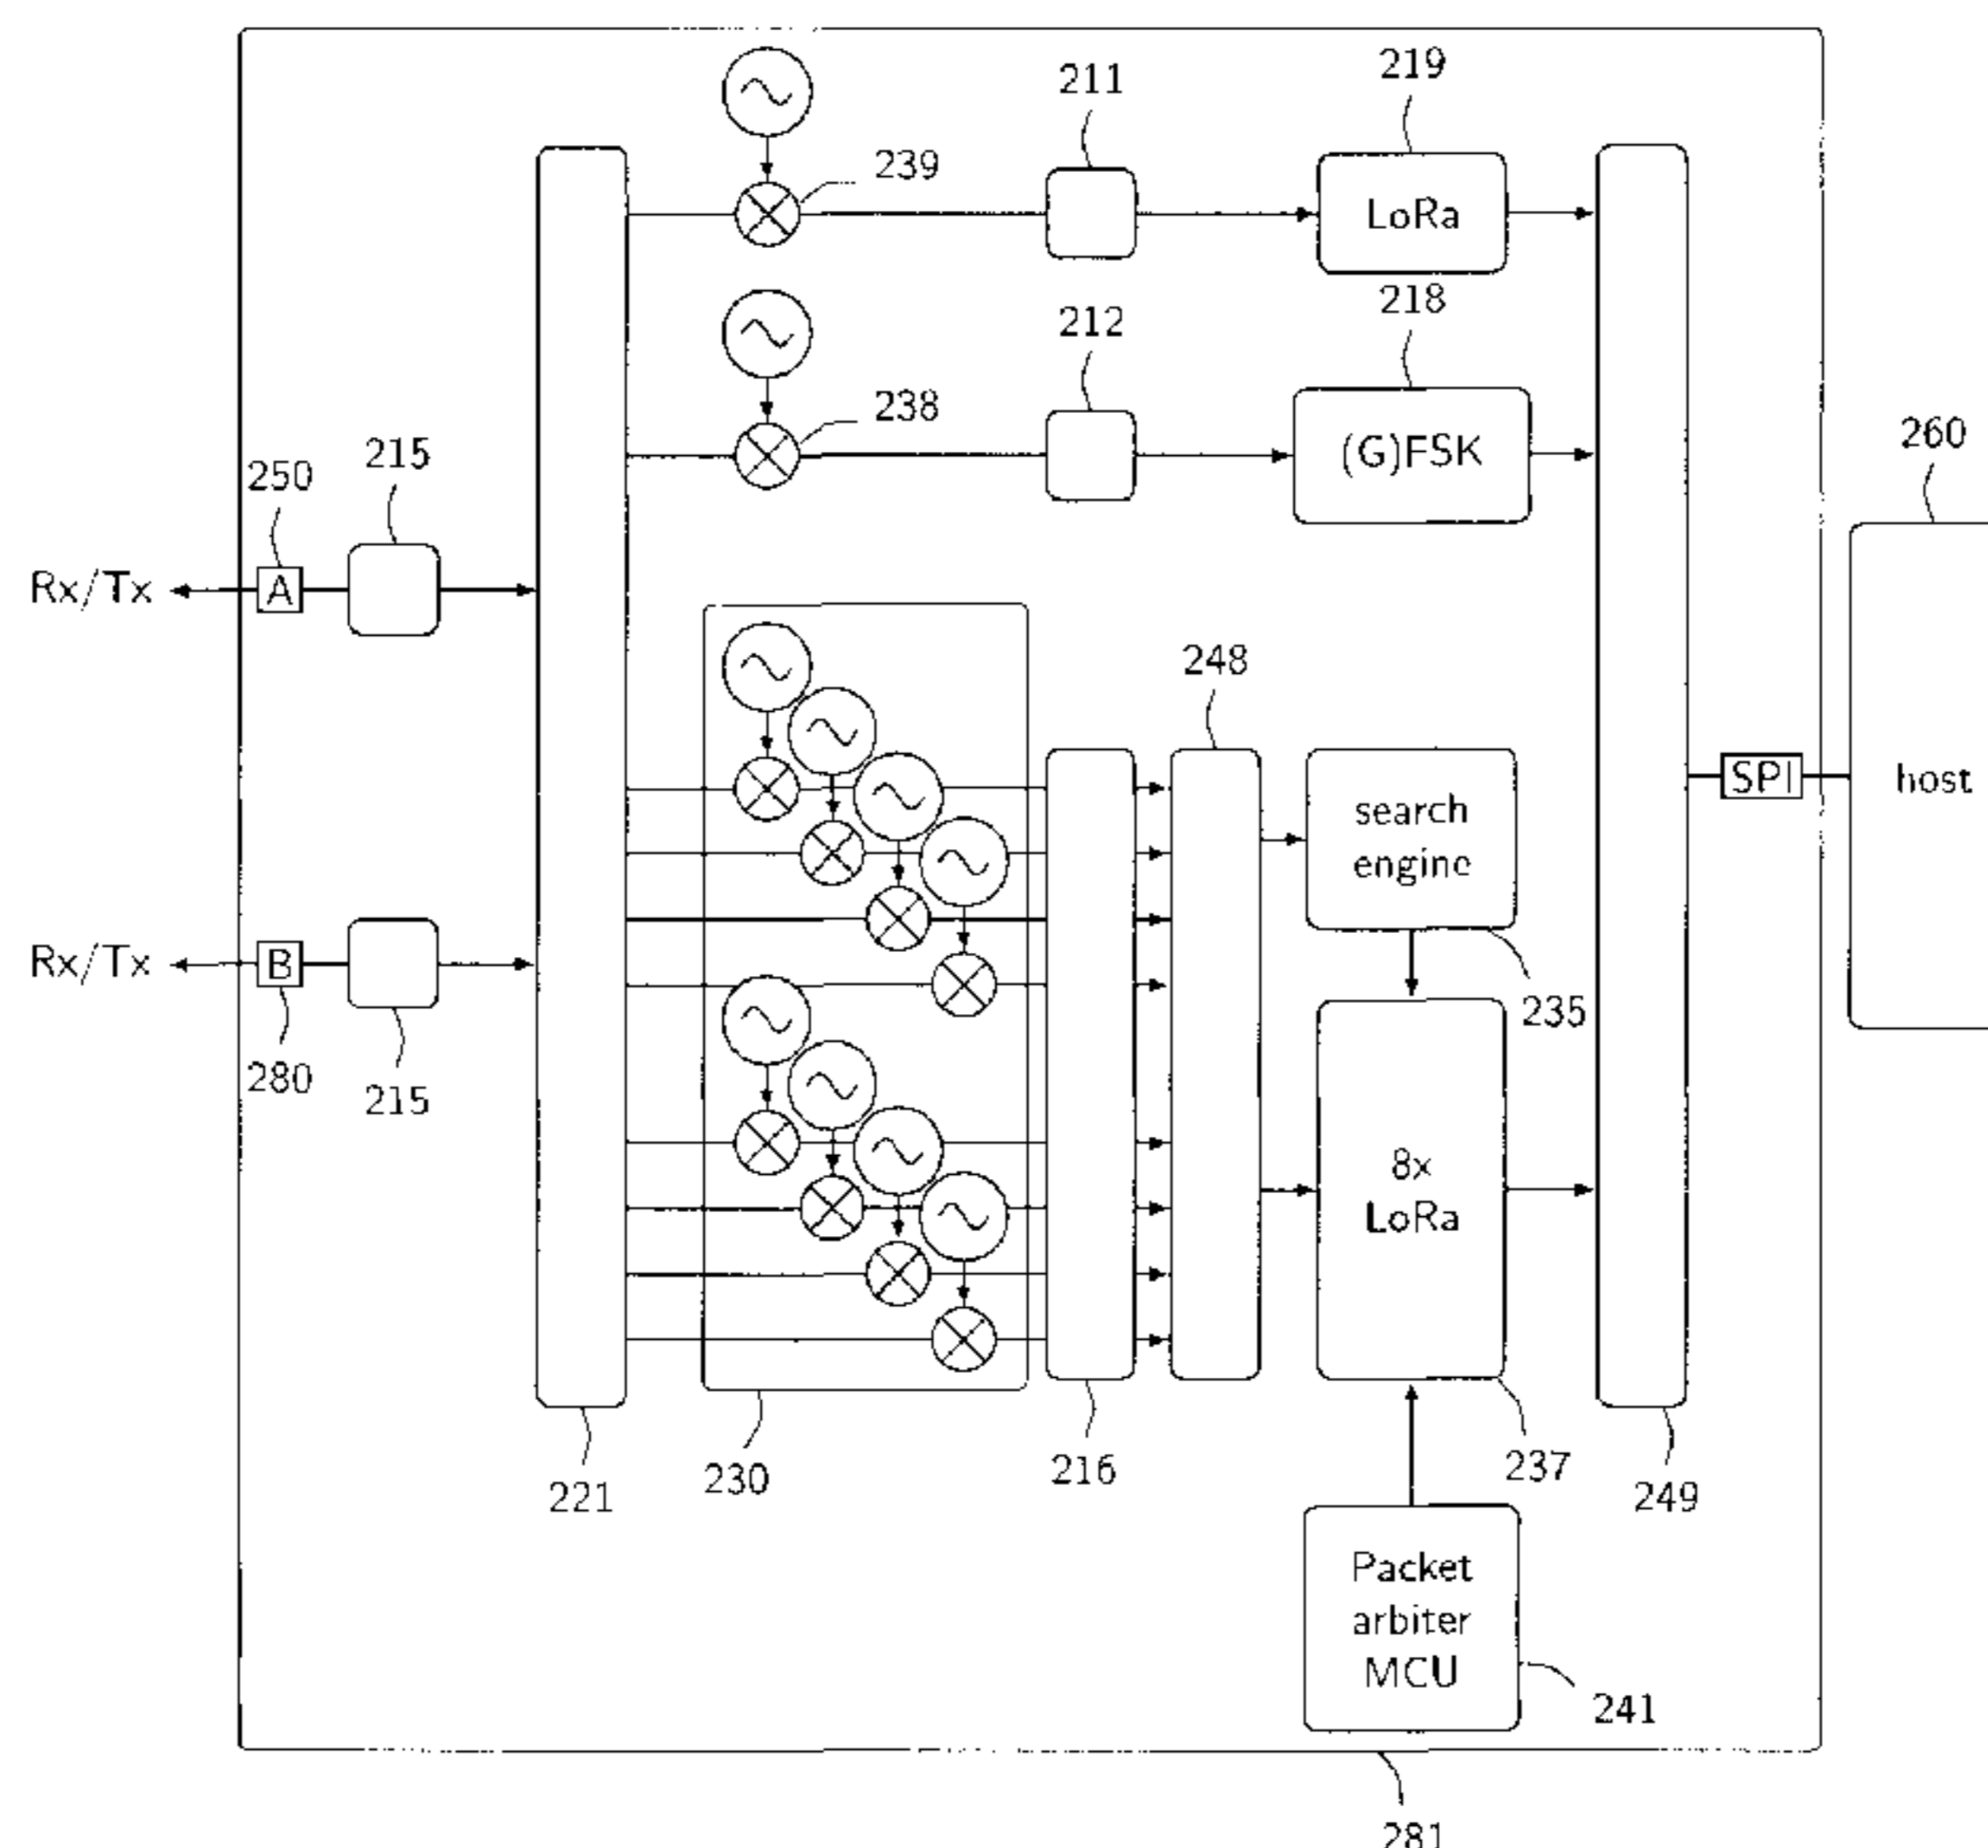 211
219
239
LoRa
212
218
238
(G)FSK
250
215
260
Rx/Tx
A
248
SPI
host
search
engine
Rx/Tx
B
235
280
215
8x
LoRa
221
230
216
237
249
Packet
arbiter
MCU
241
281